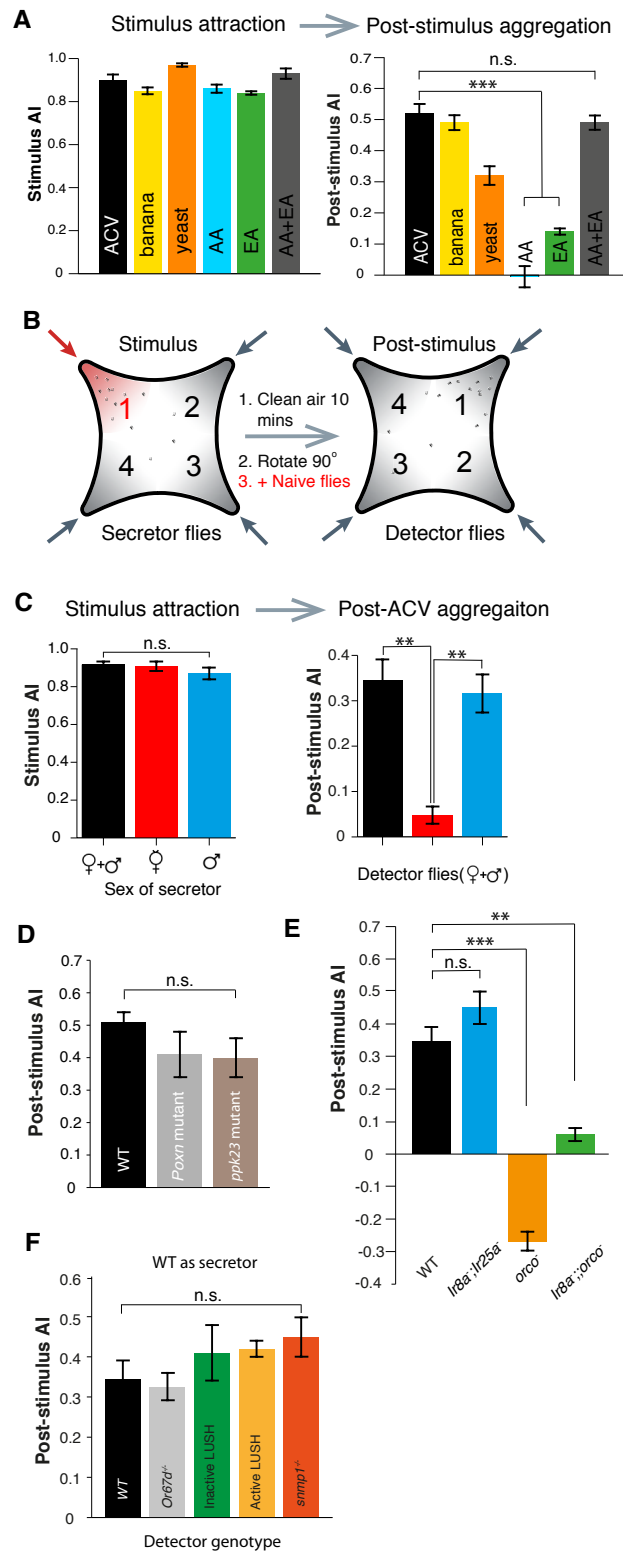 A
Stimulus attraction
Post-stimulus aggregation
Stimulus AI
1.0
0.8
0.6
0.4
0.2
0
ACV
banana
yeast
AA
EA
AA+EA
Post-stimulus AI
0.7
0.6
0.5
0.4
0.3
0.2
0.1
0
n.s.
***
ACV
banana
yeast
AA
EA
AA+EA
B
Stimulus
1
2
4
3
Secretor flies
1. Clean air 10
mins
2. Rotate 90°
3. + Naive flies
Post-stimulus
4
1
3
2
Detector flies
C
Stimulus attraction
Post-ACV aggregaiton
Stimulus AI
1.0
0.8
0.6
0.4
0.2
0
n.s.
♀+♂
☿
♂
Sex of secretor
Post-stimulus AI
0.4
0.3
0.2
0.1
0
**
**
Detector flies(♀+♂)
D
Post-stimulus AI
0.7
0.6
0.5
0.4
0.3
0.2
0.1
0
n.s.
WT
Poxn mutant
ppk23 mutant
E
Post-stimulus AI
0.7
0.6
0.5
0.4
0.3
0.2
0.1
0
-0.1
-0.2
-0.3
-0.4
**
***
n.s.
WT
Ir8a-;Ir25a-
orco-
Ir8a-;;orco-
F
WT as secretor
Post-stimulus AI
0.6
0.5
0.4
0.3
0.2
0.1
0
n.s.
WT
Or67d-/-
Inactive LUSH
Active LUSH
snmp1-/-
Detector genotype